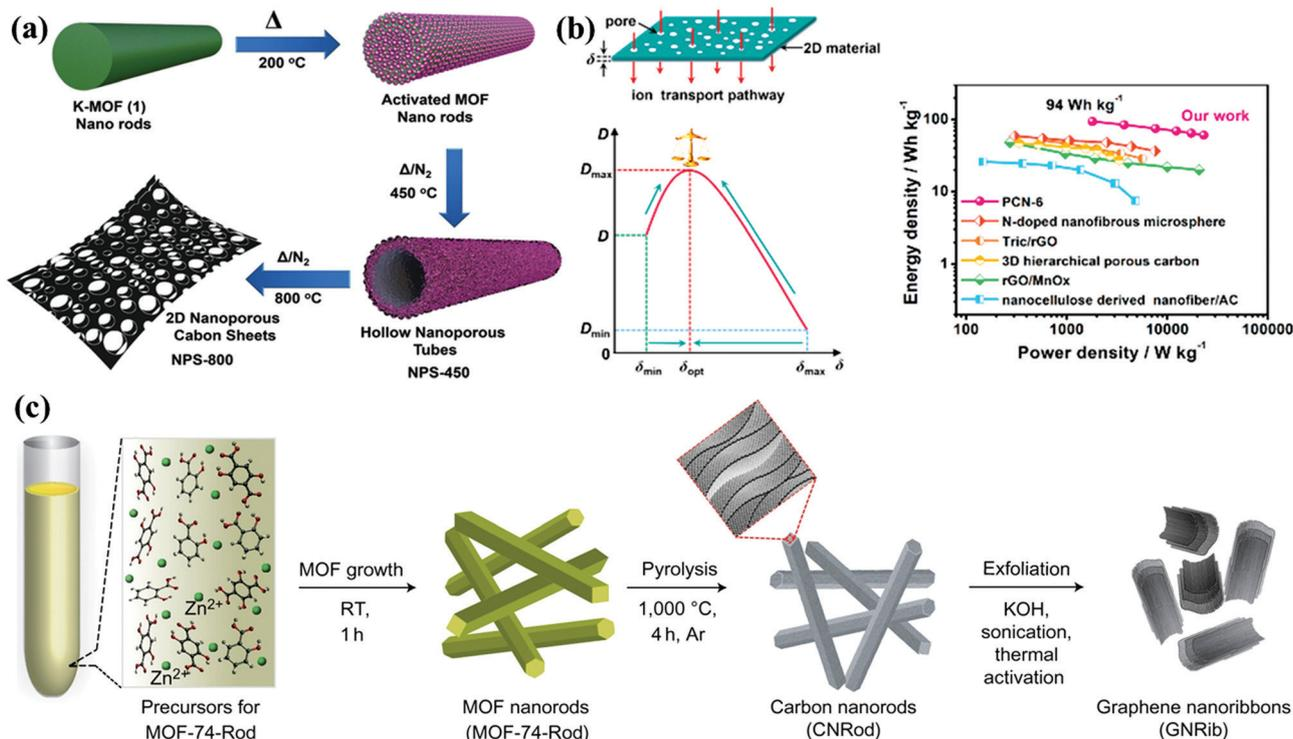 (a)
Δ
200 °C
K-MOF (1)
Nano rods
Activated MOF
Nano rods
Δ/N₂
450 °C
Δ/N₂
800 °C
2D Nanoporous
Cabon Sheets
NPS-800
Hollow Nanoporous
Tubes
NPS-450
(b)
pore
2D material
δ
ion transport pathway
D
Dmax
D
Dmin
0
δmin
δopt
δmax
δ
94 Wh kg⁻¹
Our work
Energy density / Wh kg⁻¹
100
10
1
PCN-6
N-doped nanofibrous microsphere
Tric/rGO
3D hierarchical porous carbon
rGO/MnOx
nanocellulose derived nanofiber/AC
100
1000
10000
100000
Power density / W kg⁻¹
(c)
Zn²⁺
Zn²⁺
Precursors for
MOF-74-Rod
MOF growth
RT,
1 h
MOF nanorods
(MOF-74-Rod)
Pyrolysis
1,000 °C,
4 h, Ar
Carbon nanorods
(CNRod)
Exfoliation
KOH,
sonication,
thermal
activation
Graphene nanoribbons
(GNRib)